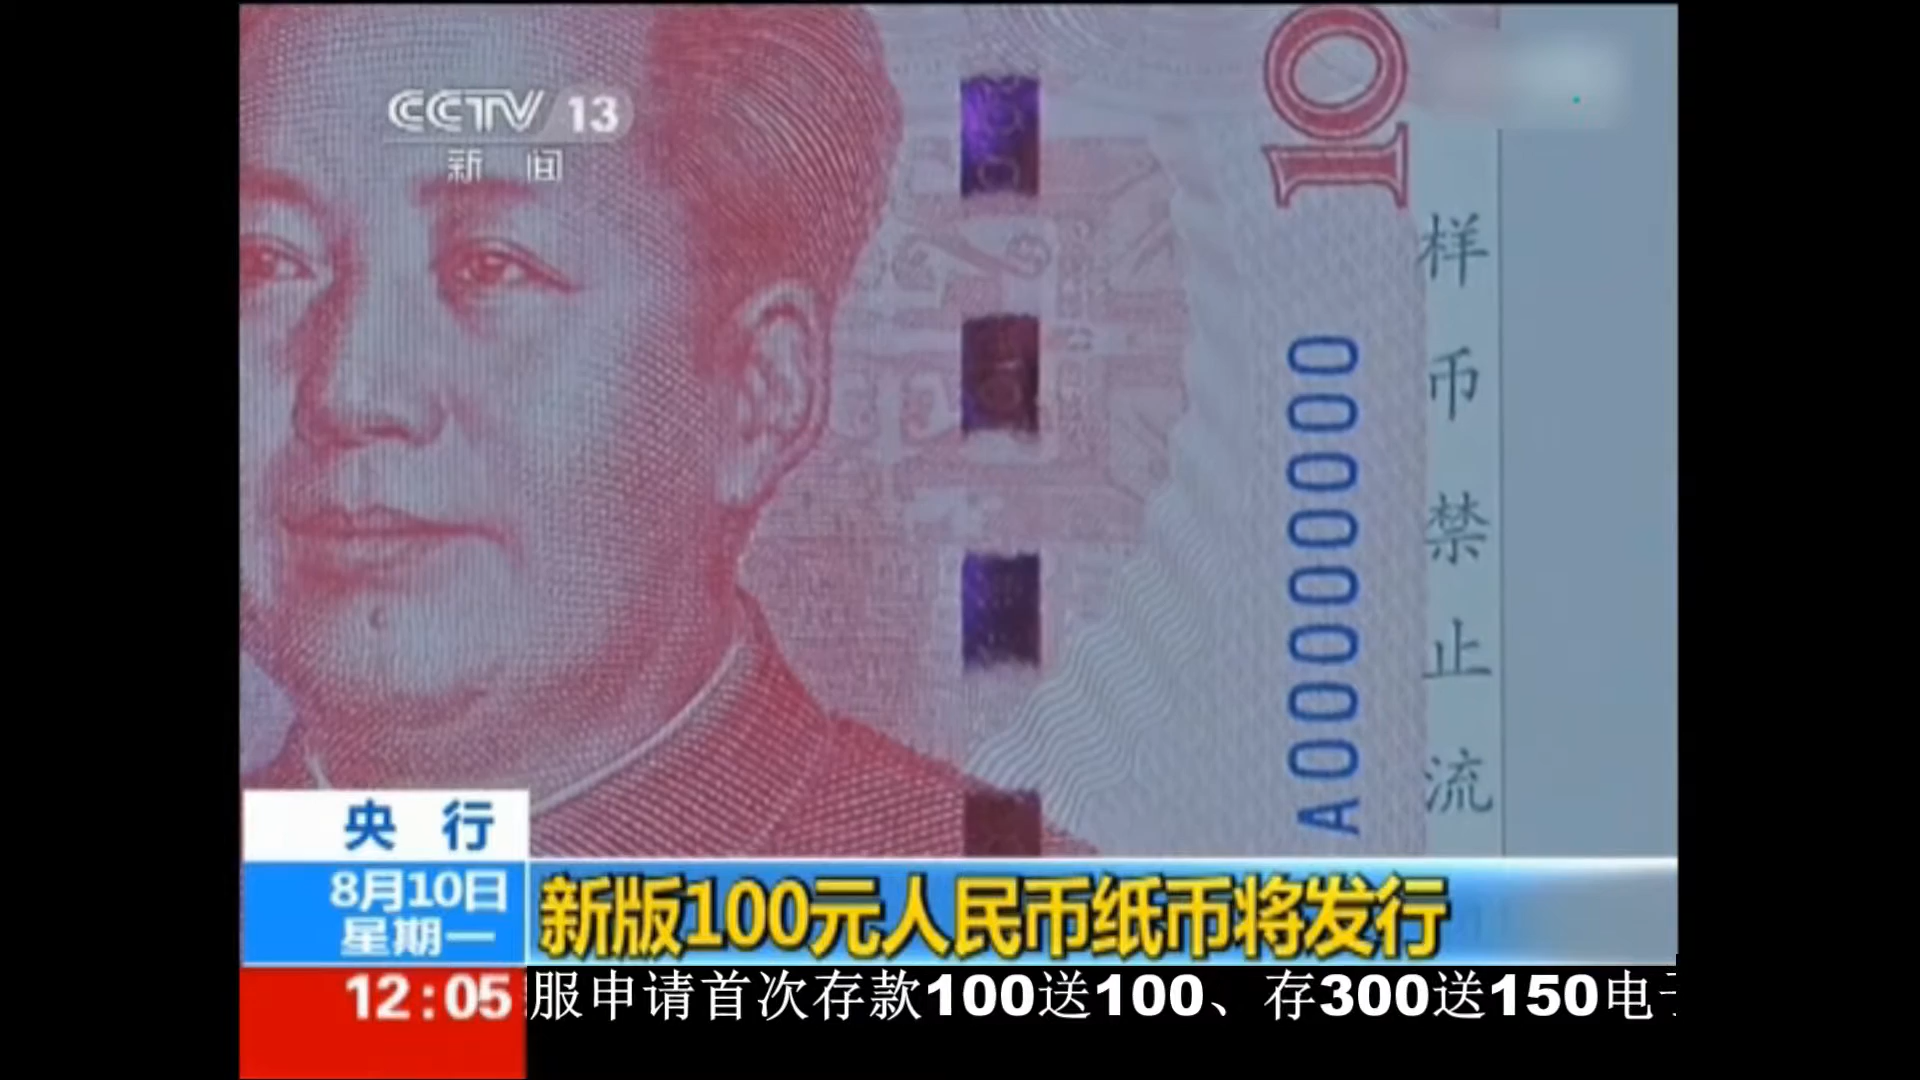 CCTV 13
新 闻
10
样币禁止流
A000000000
央 行
8月10日
星期一
新版100元人民币纸币将发行
12:05
服申请首次存款100送100、存300送150电